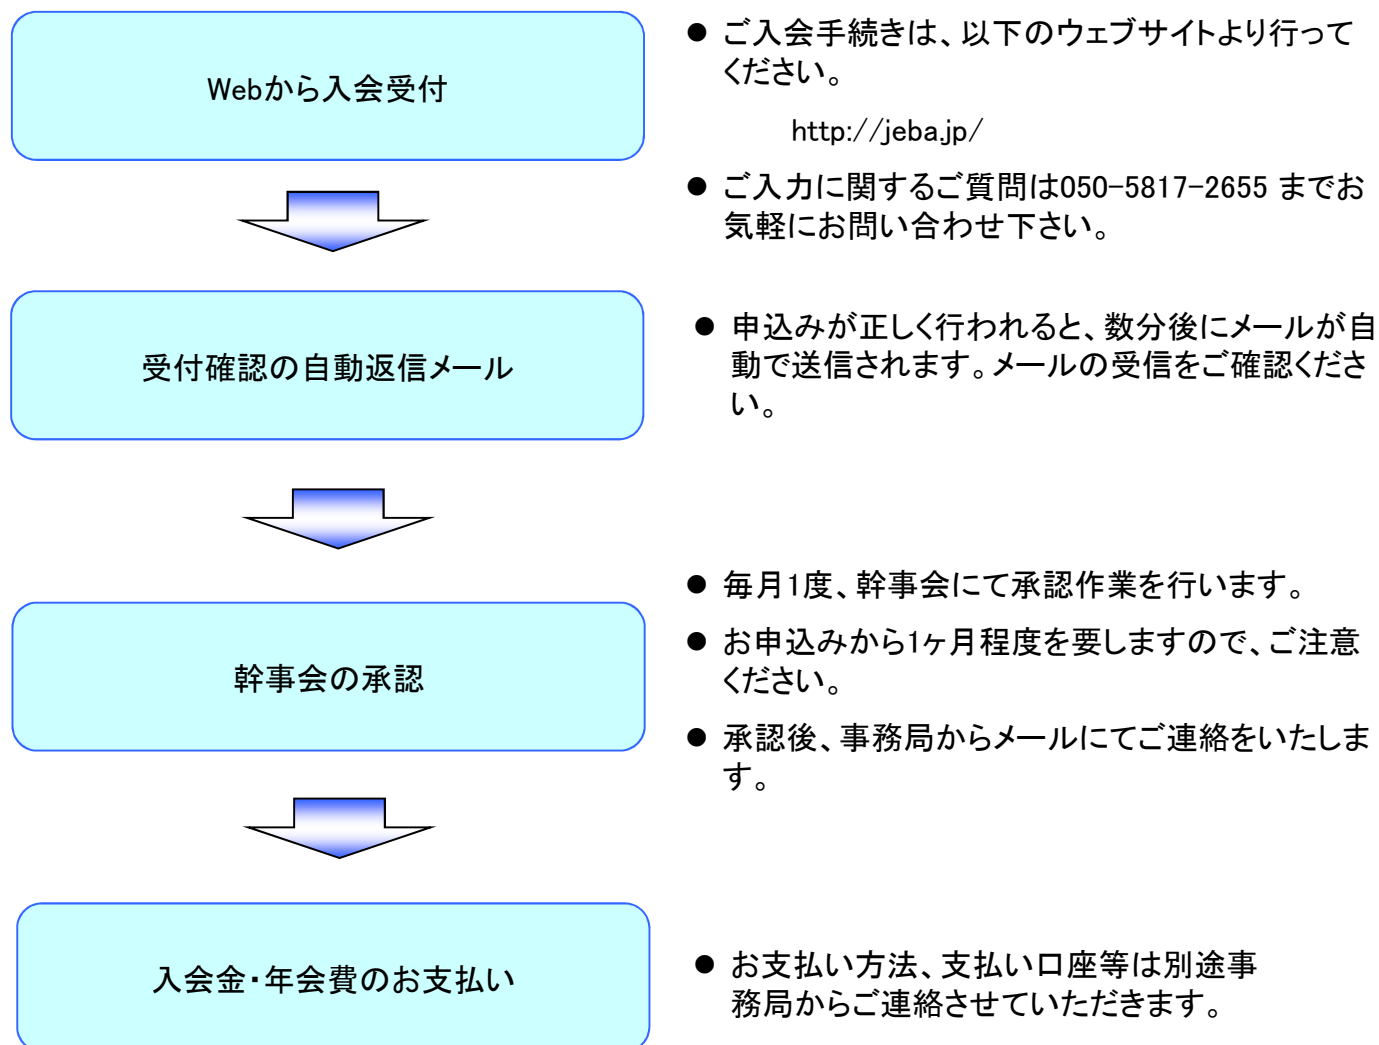 Webから入会受付
● ご入会手続きは、以下のウェブサイトより行って
ください。
http://jeba.jp/
● ご入力に関するご質問は050-5817-2655 までお
気軽にお問い合わせ下さい。
受付確認の自動返信メール
● 申込みが正しく行われると、数分後にメールが自
動で送信されます。メールの受信をご確認くださ
い。
幹事会の承認
● 毎月1度、幹事会にて承認作業を行います。
● お申込みから1ヶ月程度を要しますので、ご注意
ください。
● 承認後、事務局からメールにてご連絡をいたしま
す。
入会金・年会費のお支払い
● お支払い方法、支払い口座等は別途事
務局からご連絡させていただきます。